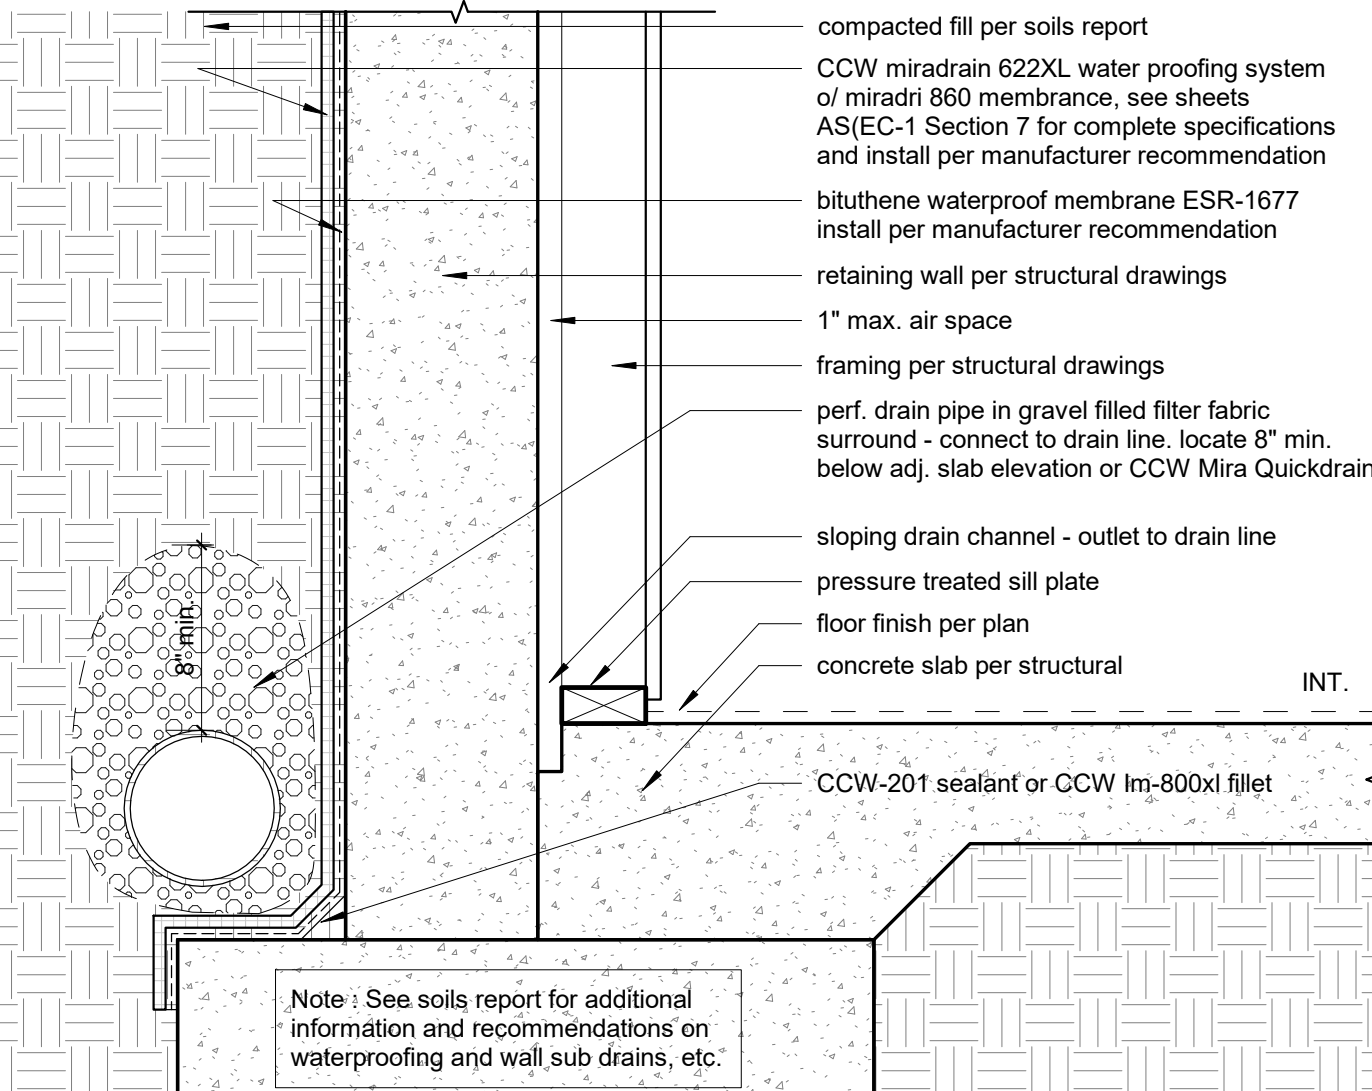 compacted fill per soils report
CCW miradrain 622XL water proofing system
o/ miradri 860 membrance, see sheets
AS(EC-1 Section 7 for complete specifications
and install per manufacturer recommendation
bituthene waterproof membrane ESR-1677
install per manufacturer recommendation
retaining wall per structural drawings
1" max. air space
framing per structural drawings
perf. drain pipe in gravel filled filter fabric
surround - connect to drain line. locate 8" min.
below adj. slab elevation or CCW Mira Quickdrain
sloping drain channel - outlet to drain line
pressure treated sill plate
floor finish per plan
concrete slab per structural
INT.
8" min.
CCW-201 sealant or CCW lm-800xl fillet
Note : See soils report for additional
information and recommendations on
waterproofing and wall sub drains, etc.